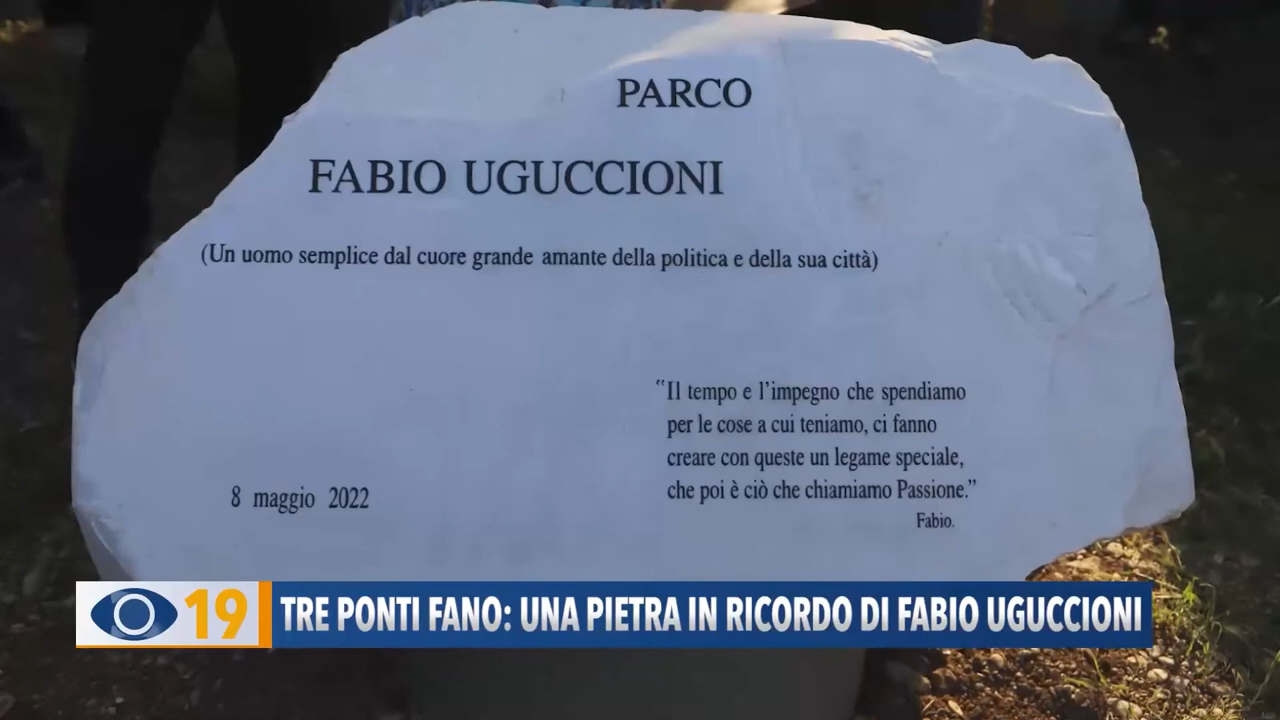 PARCO
FABIO UGUCCIONI
(Un uomo semplice dal cuore grande amante della politica e della sua città)
“Il tempo e l’impegno che spendiamo
per le cose a cui teniamo, ci fanno
creare con queste un legame speciale,
che poi è ciò che chiamiamo Passione.”
Fabio.
8 maggio 2022
19 TRE PONTI FANO: UNA PIETRA IN RICORDO DI FABIO UGUCCIONI